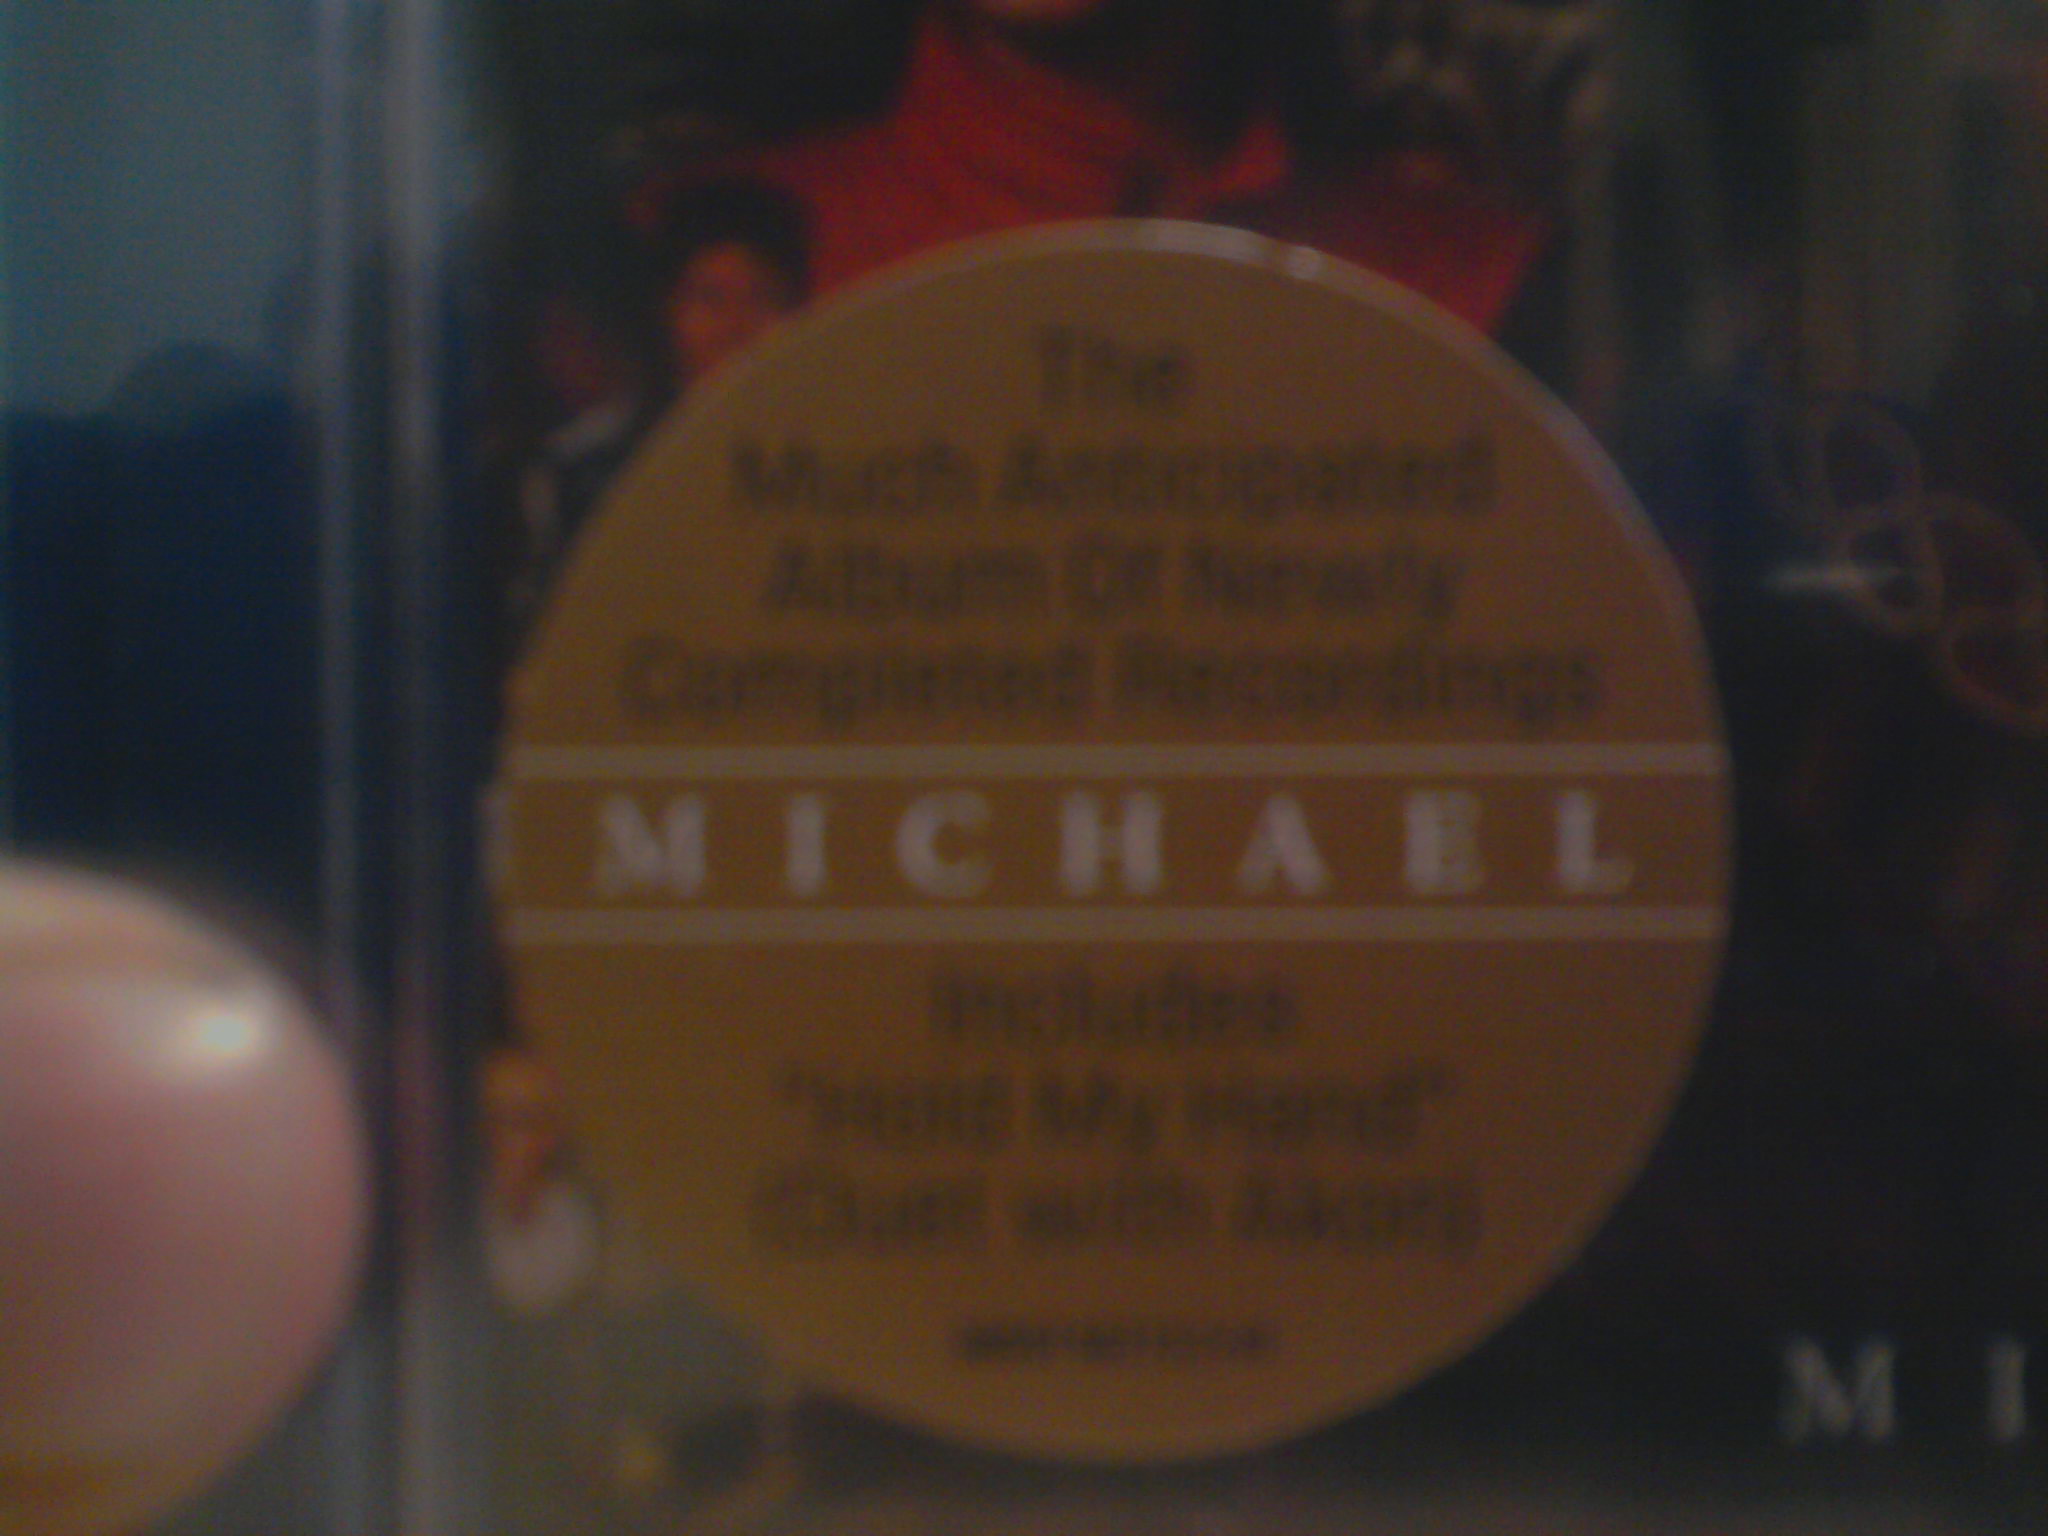 The
Much Anticipated
Album Of Newly
Completed Recordings
MICHAEL
Includes
"Hold My Hand"
(Duet with Akon)
MI